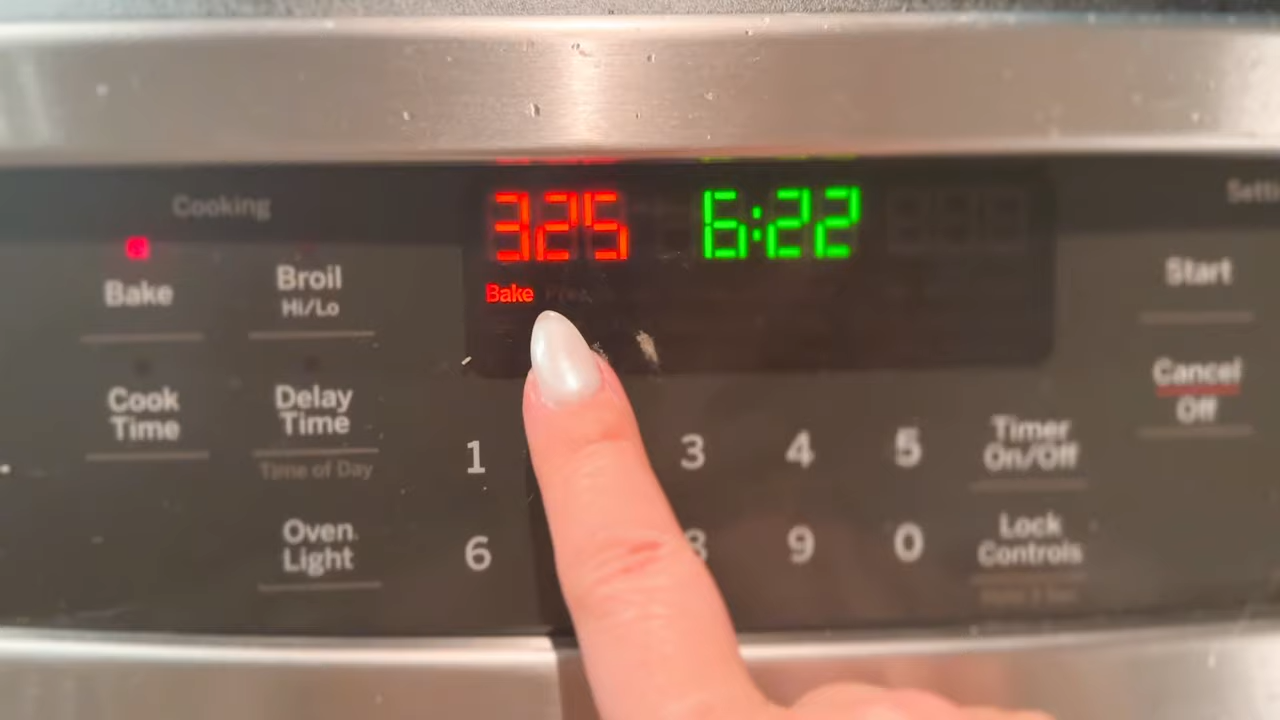 Cooking
325 6:22
Bake
Bake
Broil
Hi/Lo
Start
Cook
Time
Delay
Time
Time of Day
Cancel
Off
1 3 4 5
Timer
On/Off
Oven
Light
6 8 9 0
Lock
Controls